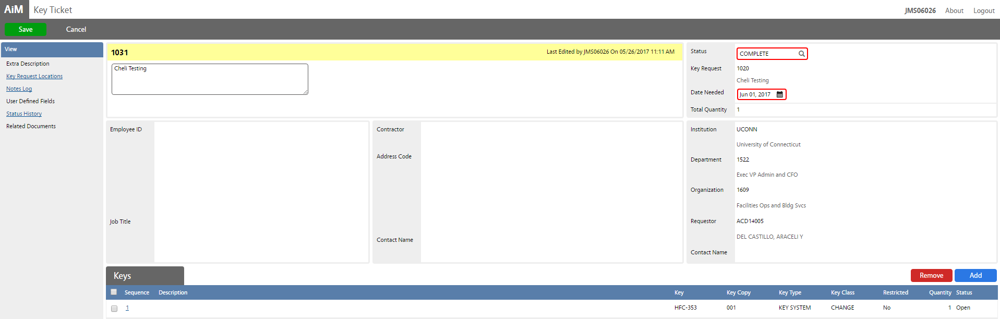 AiM Key Ticket JMS06026 About Logout
Save Cancel
View
Extra Description
Key Request Locations
Notes Log
User Defined Fields
Status History
Related Documents
1031 Last Edited by JMS06026 On 05/26/2017 11:11 AM
Cheli Testing
Status COMPLETE
Key Request 1020
Cheli Testing
Date Needed Jun 01, 2017
Total Quantity 1
Employee ID
Job Title
Contractor
Address Code
Contact Name
Institution UCONN
University of Connecticut
Department 1522
Exec VP Admin and CFO
Organization 1609
Facilities Ops and Bldg Svcs
Requestor ACD14005
DEL CASTILLO, ARACELI Y
Contact Name
Keys Remove Add
Sequence Description Key Key Copy Key Type Key Class Restricted Quantity Status
1 HFC-353 001 KEY SYSTEM CHANGE No 1 Open